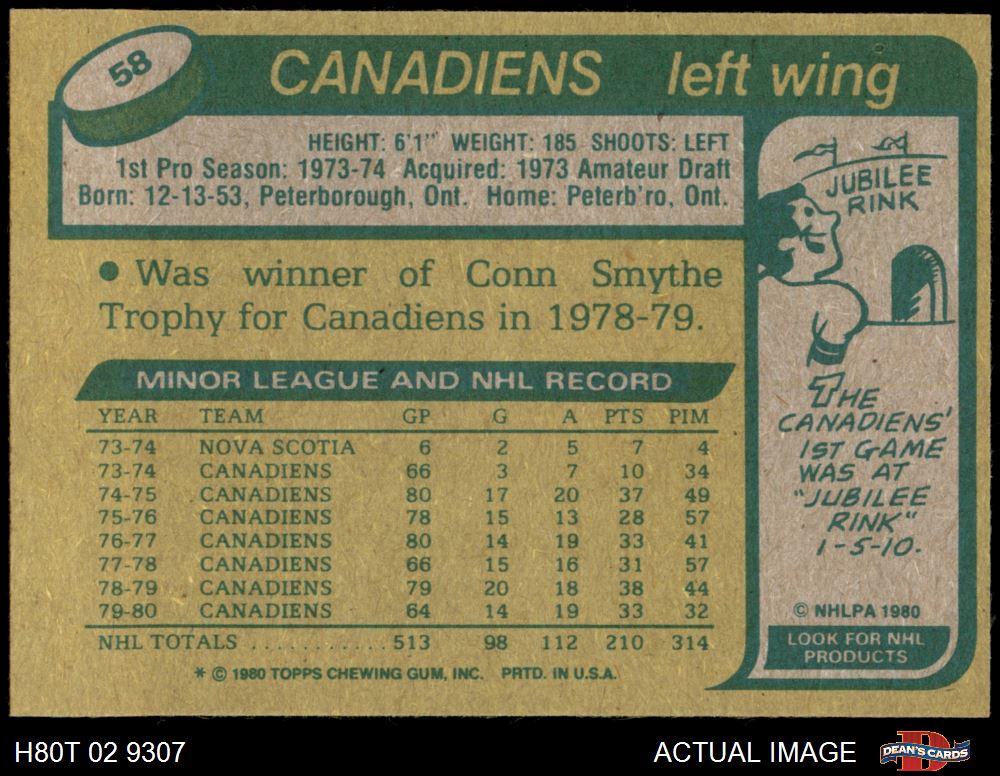 58
CANADIENS left wing
HEIGHT: 6'1" WEIGHT: 185 SHOOTS: LEFT
1st Pro Season: 1973-74 Acquired: 1973 Amateur Draft
Born: 12-13-53, Peterborough, Ont. Home: Peterb'ro, Ont.
• Was winner of Conn Smythe
Trophy for Canadiens in 1978-79.
MINOR LEAGUE AND NHL RECORD
YEAR TEAM GP G A PTS PIM
73-74 NOVA SCOTIA 6 2 5 7 4
73-74 CANADIENS 66 3 7 10 34
74-75 CANADIENS 80 17 20 37 49
75-76 CANADIENS 78 15 13 28 57
76-77 CANADIENS 80 14 19 33 41
77-78 CANADIENS 66 15 16 31 57
78-79 CANADIENS 79 20 18 38 44
79-80 CANADIENS 64 14 19 33 32
NHL TOTALS ........... 513 98 112 210 314
* © 1980 TOPPS CHEWING GUM, INC. PRTD. IN U.S.A.
JUBILEE
RINK
THE
CANADIENS'
1ST GAME
WAS AT
"JUBILEE
RINK"
1-5-10.
© NHLPA 1980
LOOK FOR NHL
PRODUCTS
H80T 02 9307
ACTUAL IMAGE
DEAN'S CARDS